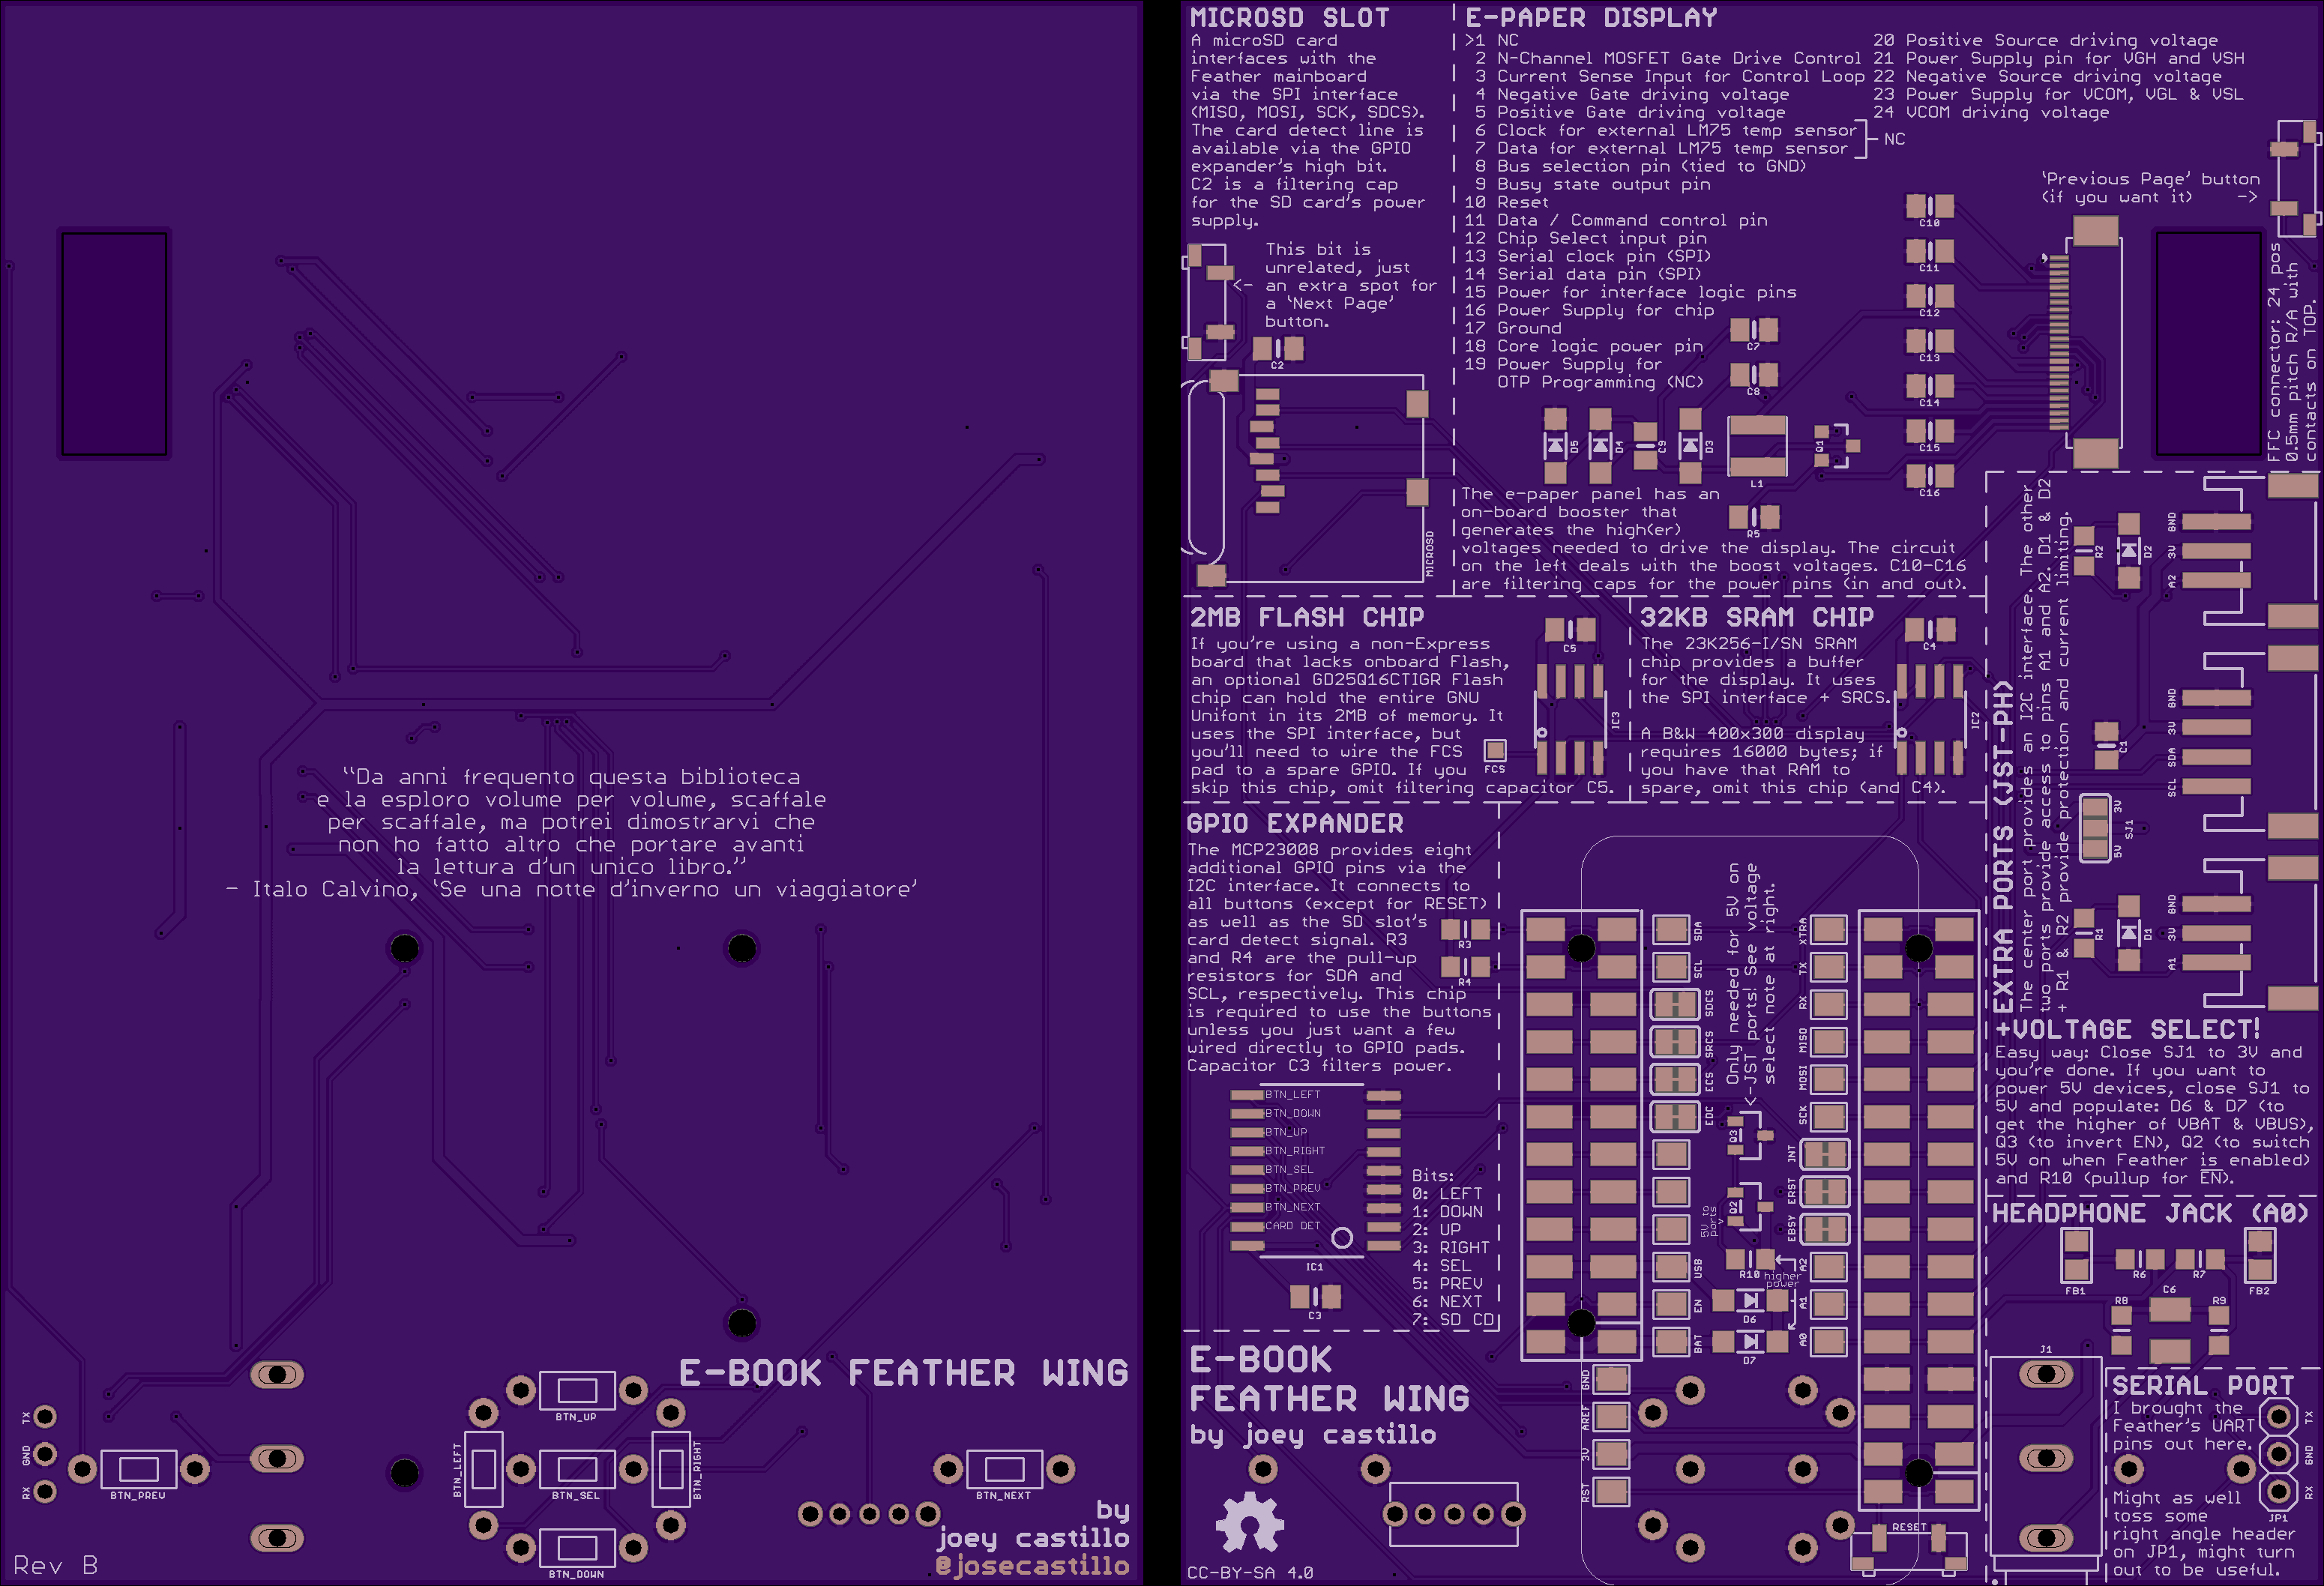 “Da anni frequento questa biblioteca
e la esploro volume per volume, scaffale
per scaffale, ma potrei dimostrarvi che
non ho fatto altro che portare avanti
la lettura d’un unico libro.”
- Italo Calvino, ‘Se una notte d’inverno un viaggiatore’
E-BOOK FEATHER WING
TX
GND
RX
BTN_PREV
BTN_UP
BTN_LEFT
BTN_SEL
BTN_RIGHT
BTN_DOWN
BTN_NEXT
by
joey castillo
@josecastillo
Rev B
MICROSD SLOT
A microSD card
interfaces with the
Feather mainboard
via the SPI interface
(MISO, MOSI, SCK, SDCS).
The card detect line is
available via the GPIO
expander's high bit.
C2 is a filtering cap
for the SD card's power
supply.
This bit is
unrelated, just
<- an extra spot for
a ‘Next Page’
button.
C2
MICROSD
E-PAPER DISPLAY
>1 NC
2 N-Channel MOSFET Gate Drive Control
3 Current Sense Input for Control Loop
4 Negative Gate driving voltage
5 Positive Gate driving voltage
6 Clock for external LM75 temp sensor
7 Data for external LM75 temp sensor
NC
8 Bus selection pin (tied to GND)
9 Busy state output pin
10 Reset
11 Data / Command control pin
12 Chip Select input pin
13 Serial clock pin (SPI)
14 Serial data pin (SPI)
15 Power for interface logic pins
16 Power Supply for chip
17 Ground
18 Core logic power pin
19 Power Supply for
OTP Programming (NC)
20 Positive Source driving voltage
21 Power Supply pin for VGH and VSH
22 Negative Source driving voltage
23 Power Supply for VCOM, VGL & VSL
24 VCOM driving voltage
‘Previous Page’ button
(if you want it) ->
C10
C11
C12
C13
C14
C15
C16
C7
C8
D5
D4
C9
D3
L1
Q1
R5
FFC connector: 24 pos
0.5mm pitch R/A with
contacts on TOP.
The e-paper panel has an
on-board booster that
generates the high(er)
voltages needed to drive the display. The circuit
on the left deals with the boost voltages. C10-C16
are filtering caps for the power pins (in and out).
2MB FLASH CHIP
If you're using a non-Express
board that lacks onboard Flash,
an optional GD25Q16CTIGR Flash
chip can hold the entire GNU
Unifont in its 2MB of memory. It
uses the SPI interface, but
you'll need to wire the FCS
pad to a spare GPIO. If you
skip this chip, omit filtering capacitor C5.
C5
IC3
FCS
32KB SRAM CHIP
The 23K256-I/SN SRAM
chip provides a buffer
for the display. It uses
the SPI interface + SRCS.
A B&W 400x300 display
requires 16000 bytes; if
you have that RAM to
spare, omit this chip (and C4).
C4
IC2
EXTRA PORTS (JST-PH)
The center port provides an I2C interface. The other
two ports provide access to pins A1 and A2. D1 & D2
+ R1 & R2 provide protection and current limiting.
R2
D2
GND
3V
A2
C1
GND
3V
SDA
SCL
3V
SJ1
5V
R1
D1
GND
3V
A1
+VOLTAGE SELECT!
Easy way: Close SJ1 to 3V and
you're done. If you want to
power 5V devices, close SJ1 to
5V and populate: D6 & D7 (to
get the higher of VBAT & VBUS),
Q3 (to invert EN), Q2 (to switch
5V on when Feather is enabled)
and R10 (pullup for EN).
GPIO EXPANDER
The MCP23008 provides eight
additional GPIO pins via the
I2C interface. It connects to
all buttons (except for RESET)
as well as the SD slot's
card detect signal. R3
and R4 are the pull-up
resistors for SDA and
SCL, respectively. This chip
is required to use the buttons
unless you just want a few
wired directly to GPIO pads.
Capacitor C3 filters power.
R3
R4
BTN_LEFT
BTN_DOWN
BTN_UP
BTN_RIGHT
BTN_SEL
BTN_PREV
BTN_NEXT
CARD DET
IC1
C3
Bits:
0: LEFT
1: DOWN
2: UP
3: RIGHT
4: SEL
5: PREV
6: NEXT
7: SD CD
SDA
SCL
SDCS
SRCS
ECS
EDC
USB
EN
BAT
Only needed for 5V on
<-JST ports! See voltage
select note at right.
Q3
Q2
5V to
ports
R10
higher
power
D6
D7
XTRA
TX
RX
MISO
MOSI
SCK
INT
ERST
EBSY
A2
A1
A0
GND
AREF
3V
RST
RESET
HEADPHONE JACK (A0)
FB1
R6
R7
FB2
R8
C6
R9
J1
SERIAL PORT
I brought the
Feather's UART
pins out here.
Might as well
toss some
right angle header
on JP1, might turn
out to be useful.
TX
GND
RX
JP1
E-BOOK
FEATHER WING
by joey castillo
CC-BY-SA 4.0